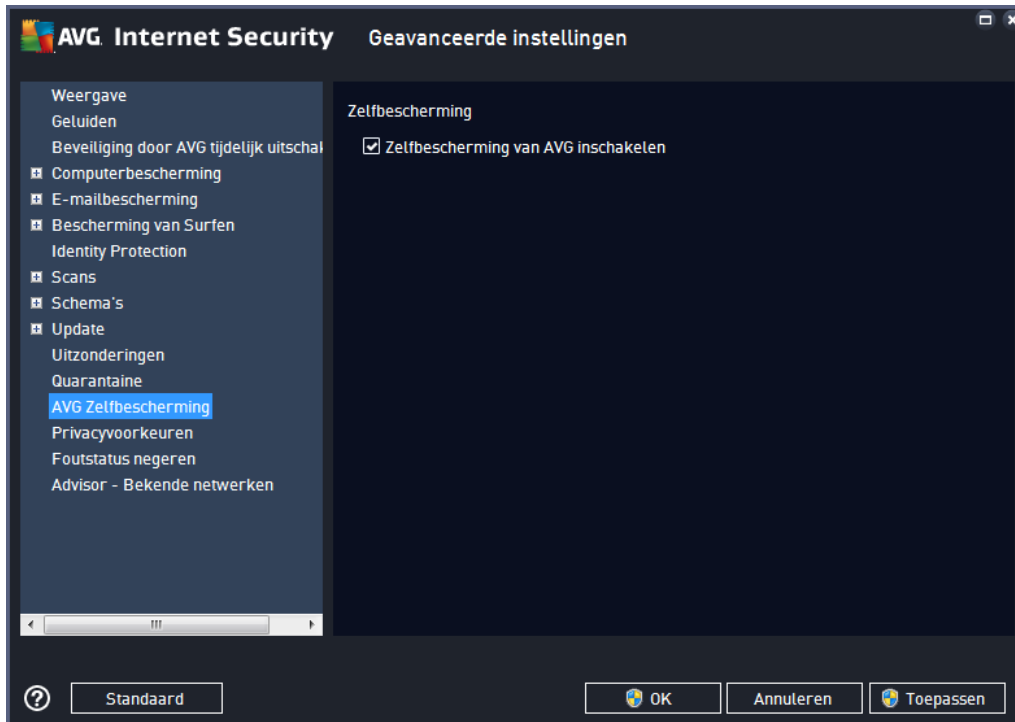 AVG. Internet Security Geavanceerde instellingen
Weergave
Geluiden
Beveiliging door AVG tijdelijk uitschak
Computerbescherming
E-mailbescherming
Bescherming van Surfen
Identity Protection
Scans
Schema's
Update
Uitzonderingen
Quarantaine
AVG Zelfbescherming
Privacyvoorkeuren
Foutstatus negeren
Advisor - Bekende netwerken
Zelfbescherming
Zelfbescherming van AVG inschakelen
? Standaard OK Annuleren Toepassen